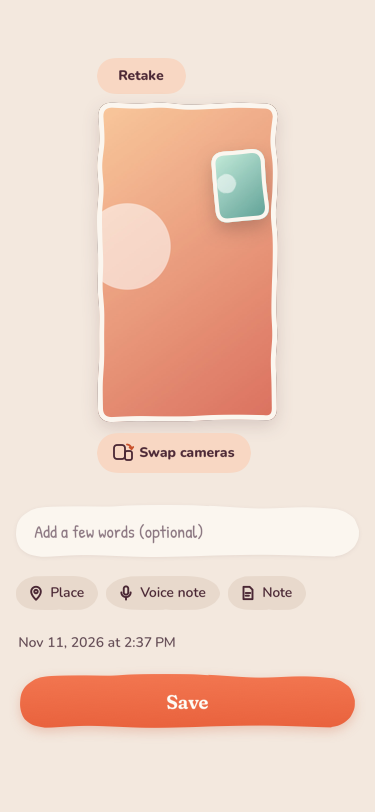 Retake
Swap cameras
Add a few words (optional)
Place
Voice note
Note
Nov 11, 2026 at 2:37 PM
Save